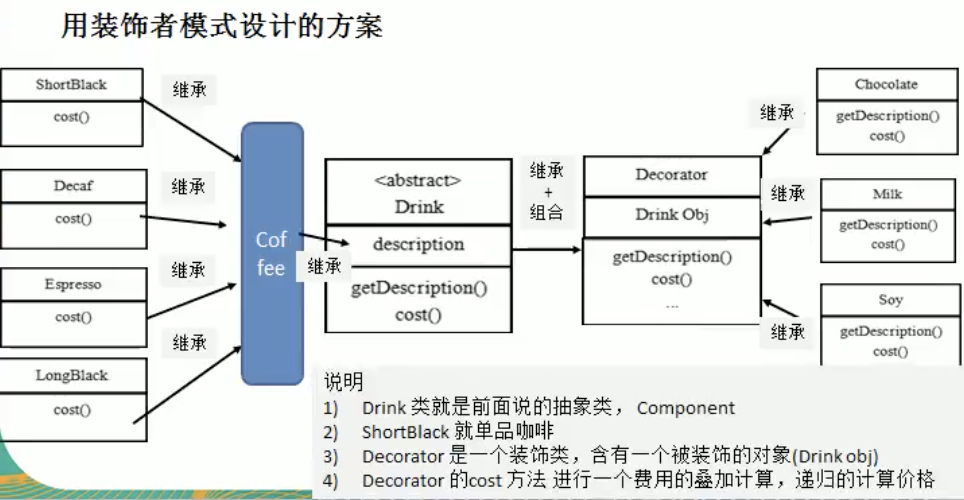 用装饰者模式设计的方案
ShortBlack
cost()
继承
Decaf
cost()
继承
Espresso
cost()
继承
LongBlack
cost()
继承
Cof
fee
继承
<abstract>
Drink
description
getDescription()
cost()
继承
+
组合
Decorator
Drink Obj
getDescription()
cost()
...
继承
Chocolate
getDescription()
cost()
继承
Milk
getDescription()
cost()
继承
Soy
getDescription()
cost()
说明
1) Drink 类就是前面说的抽象类， Component
2) ShortBlack 就单品咖啡
3) Decorator 是一个装饰类，含有一个被装饰的对象(Drink obj)
4) Decorator 的cost 方法 进行一个费用的叠加计算，递归的计算价格